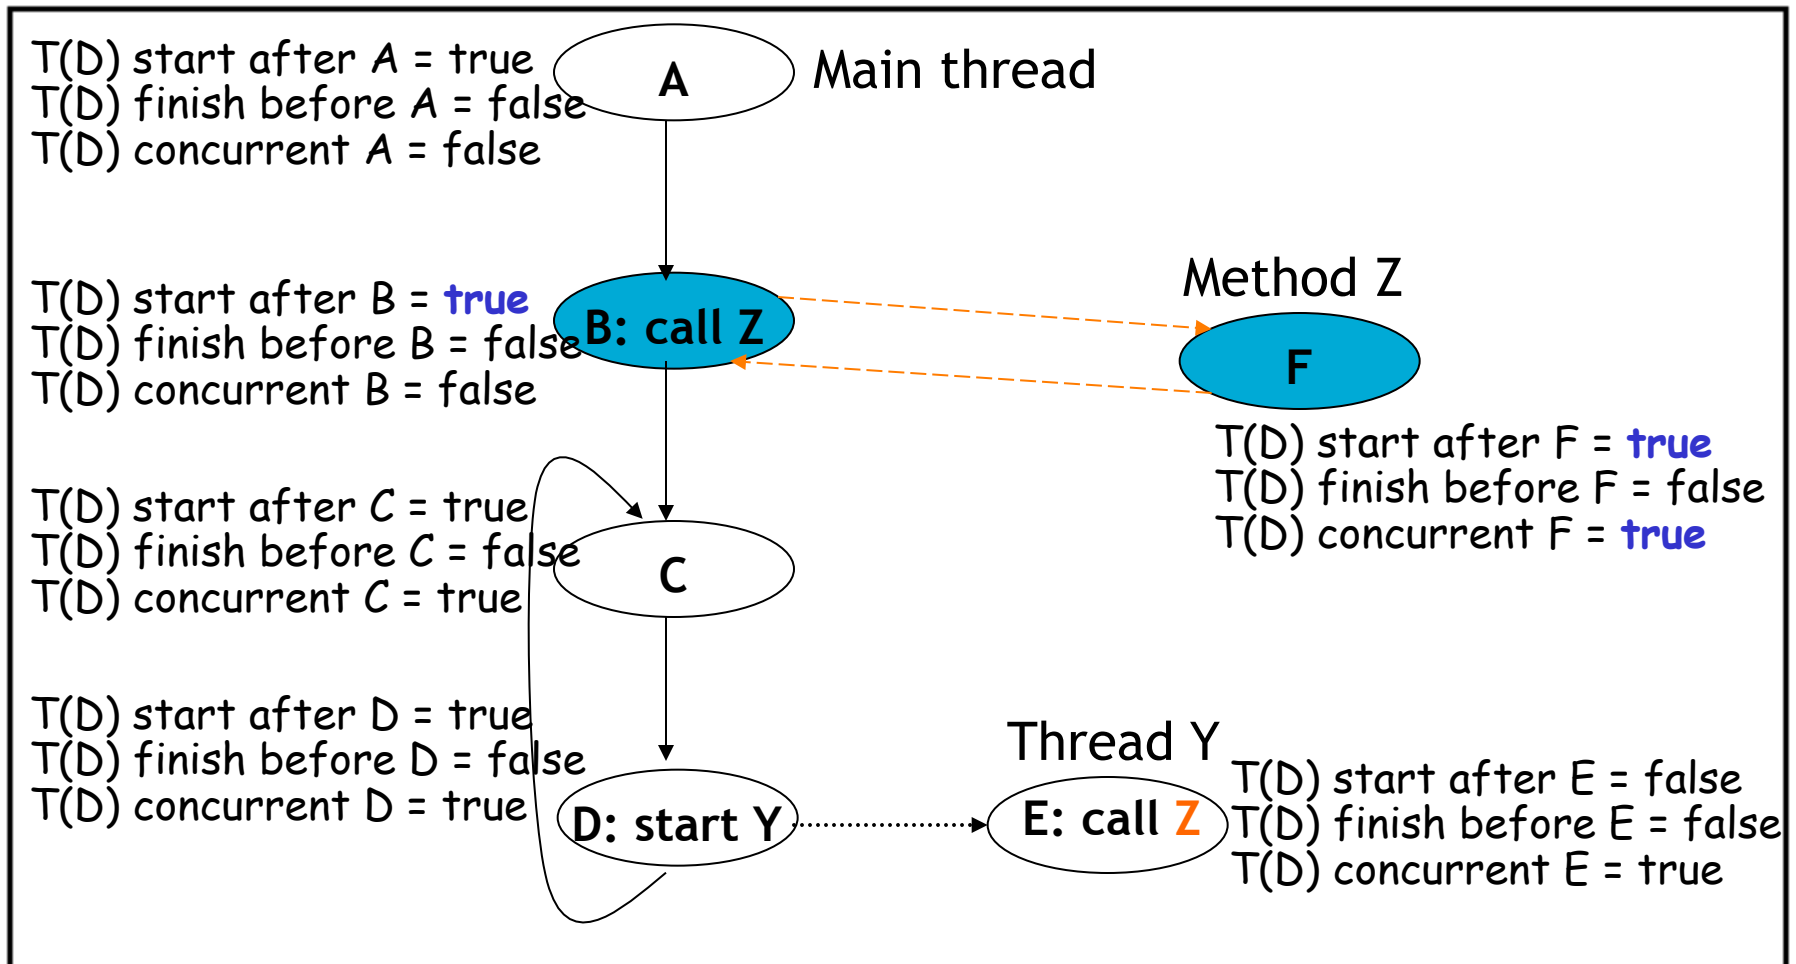 T(D) start after A = true
T(D) finish before A = false
T(D) concurrent A = false
A
Main thread
T(D) start after B = true
T(D) finish before B = false
T(D) concurrent B = false
B: call Z
Method Z
F
T(D) start after F = true
T(D) finish before F = false
T(D) concurrent F = true
T(D) start after C = true
T(D) finish before C = false
T(D) concurrent C = true
C
T(D) start after D = true
T(D) finish before D = false
T(D) concurrent D = true
D: start Y
Thread Y
E: call Z
T(D) start after E = false
T(D) finish before E = false
T(D) concurrent E = true